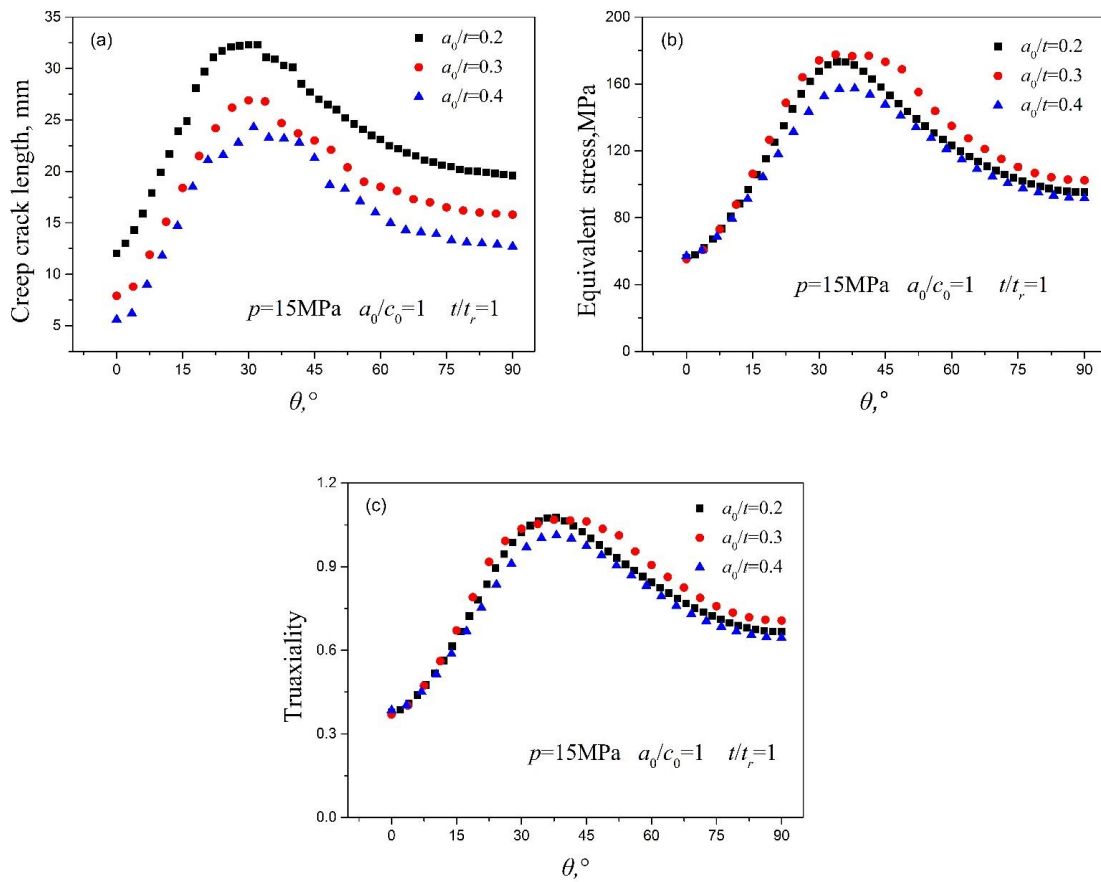 (a)
a₀/t=0.2
a₀/t=0.3
a₀/t=0.4
Creep crack length, mm
35
30
25
20
15
10
5
p=15MPa a₀/c₀=1 t/tᵣ=1
0 15 30 45 60 75 90
θ,°
(b)
a₀/t=0.2
a₀/t=0.3
a₀/t=0.4
Equivalent stress,MPa
200
160
120
80
40
0
p=15MPa a₀/c₀=1 t/tᵣ=1
0 15 30 45 60 75 90
θ,°
(c)
a₀/t=0.2
a₀/t=0.3
a₀/t=0.4
Truaxiality
1.2
0.9
0.6
0.3
0.0
p=15MPa a₀/c₀=1 t/tᵣ=1
0 15 30 45 60 75 90
θ,°